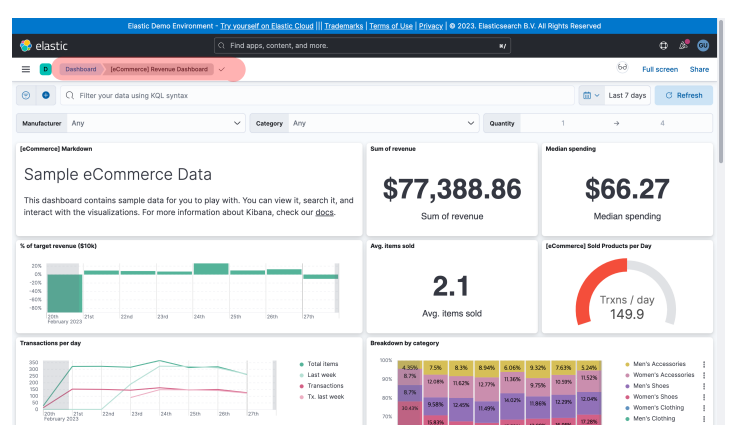 Elastic Demo Environment - Try yourself on Elastic Cloud ||| Trademarks | Terms of Use | Privacy | © 2023. Elasticsearch B.V. All Rights Reserved
elastic
Find apps, content, and more.
⌘/
GU
D
Dashboard
[eCommerce] Revenue Dashboard
Full screen
Share
Filter your data using KQL syntax
Last 7 days
Refresh
Manufacturer Any
Category Any
Quantity 1 → 4
[eCommerce] Markdown
Sample eCommerce Data
This dashboard contains sample data for you to play with. You can view it, search it, and
interact with the visualizations. For more information about Kibana, check our docs.
Sum of revenue
$77,388.86
Sum of revenue
Median spending
$66.27
Median spending
% of target revenue ($10k)
20%
0%
-20%
-40%
-60%
-80%
20th 21st 22nd 23rd 24th 25th 26th 27th
February 2023
Avg. items sold
2.1
Avg. items sold
[eCommerce] Sold Products per Day
Trxns / day
149.9
Transactions per day
350
300
250
200
150
100
50
0
20th 21st 22nd 23rd 24th 25th 26th 27th
February 2023
Total items
Last week
Transactions
Tx. last week
Breakdown by category
100%
90%
80%
70%
4.35% 7.5% 8.3% 8.94% 6.06% 9.32% 7.63% 5.24%
8.7% 12.08% 11.62% 12.77% 11.36% 9.75% 10.59% 11.52%
8.7% 9.58% 12.45% 11.49% 14.02% 11.86% 12.29% 12.04%
30.43% 15.83% 17.28%
Men's Accessories
Women's Accessories
Men's Shoes
Women's Shoes
Women's Clothing
Men's Clothing